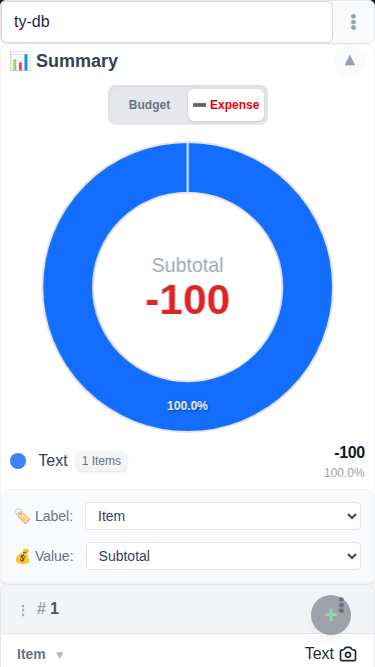 ty-db
📊 Summary
Budget ➖ Expense
Subtotal
-100
100.0%
Text 1 Items -100
100.0%
🏷️ Label: Item
💰 Value: Subtotal
# 1
+
Item ▼ Text